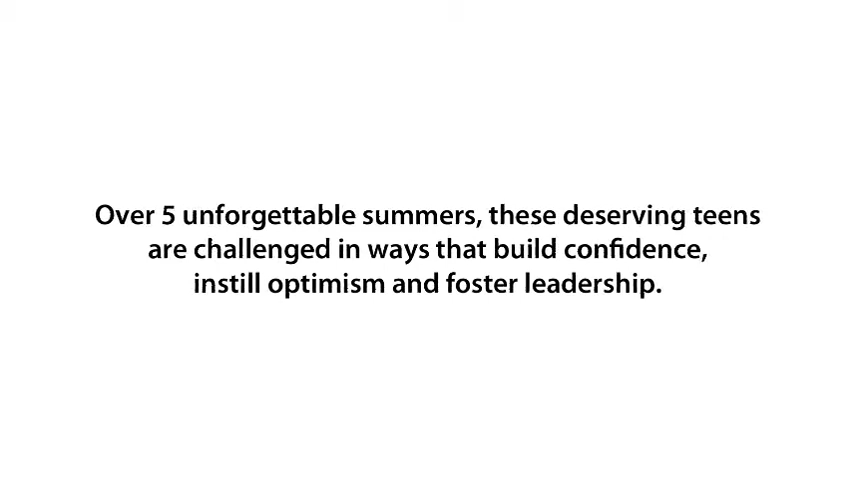 Over 5 unforgettable summers, these deserving teens
are challenged in ways that build confidence,
instill optimism and foster leadership.